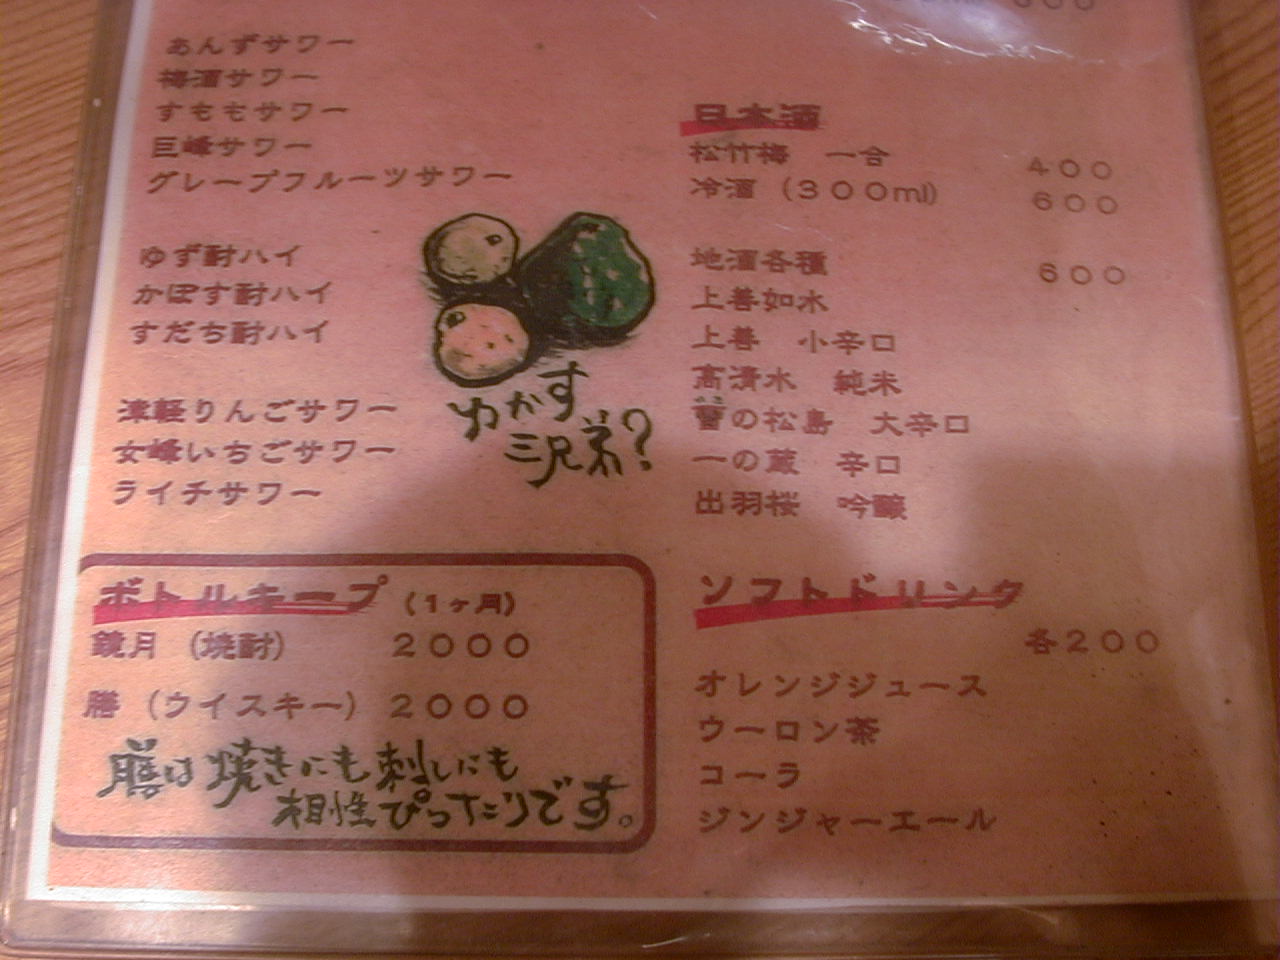 あんずサワー
梅酒サワー
すももサワー
巨峰サワー
グレープフルーツサワー
ゆず酎ハイ
かぼす酎ハイ
すだち酎ハイ
ゆかす
三兄弟?
津軽りんごサワー
女峰いちごサワー
ライチサワー
ボトルキープ (1ヶ月)
鏡月 (焼酎) 2000
膳 (ウイスキー) 2000
膳は焼きにも刺しにも
相性ぴったりです。
日本酒
松竹梅 一合 400
冷酒 (300ml) 600
地酒各種 600
上善如水
上善 小辛口
高清水 純米
の松島 大辛口
一の蔵 辛口
出羽桜 吟醸
ソフトドリンク
各200
オレンジジュース
ウーロン茶
コーラ
ジンジャーエール